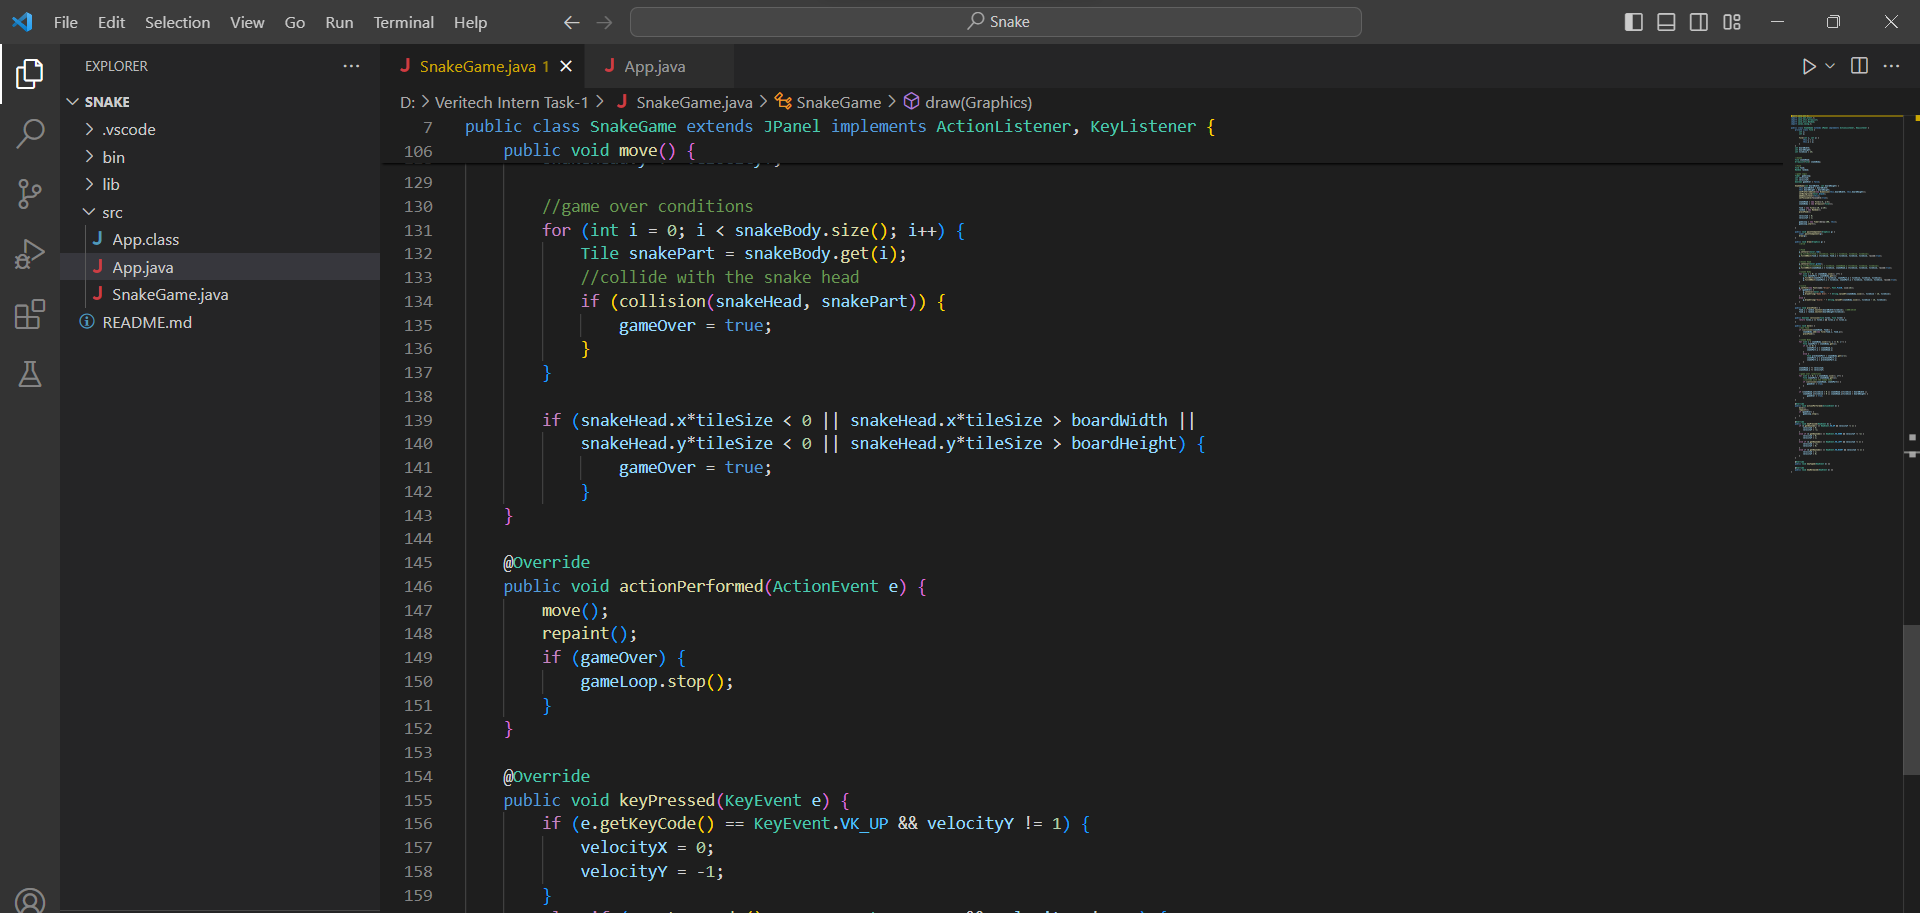 File Edit Selection View Go Run Terminal Help
Snake
EXPLORER
SNAKE
.vscode
bin
lib
src
J App.class
J App.java
J SnakeGame.java
README.md
J SnakeGame.java 1
J App.java
D: > Veritech Intern Task-1 > J SnakeGame.java > SnakeGame > draw(Graphics)
7 public class SnakeGame extends JPanel implements ActionListener, KeyListener {
106 public void move() {
129
130 //game over conditions
131 for (int i = 0; i < snakeBody.size(); i++) {
132 Tile snakePart = snakeBody.get(i);
133 //collide with the snake head
134 if (collision(snakeHead, snakePart)) {
135 gameOver = true;
136 }
137 }
138
139 if (snakeHead.x*tileSize < 0 || snakeHead.x*tileSize > boardWidth ||
140 snakeHead.y*tileSize < 0 || snakeHead.y*tileSize > boardHeight) {
141 gameOver = true;
142 }
143 }
144
145 @Override
146 public void actionPerformed(ActionEvent e) {
147 move();
148 repaint();
149 if (gameOver) {
150 gameLoop.stop();
151 }
152 }
153
154 @Override
155 public void keyPressed(KeyEvent e) {
156 if (e.getKeyCode() == KeyEvent.VK_UP && velocityY != 1) {
157 velocityX = 0;
158 velocityY = -1;
159 }